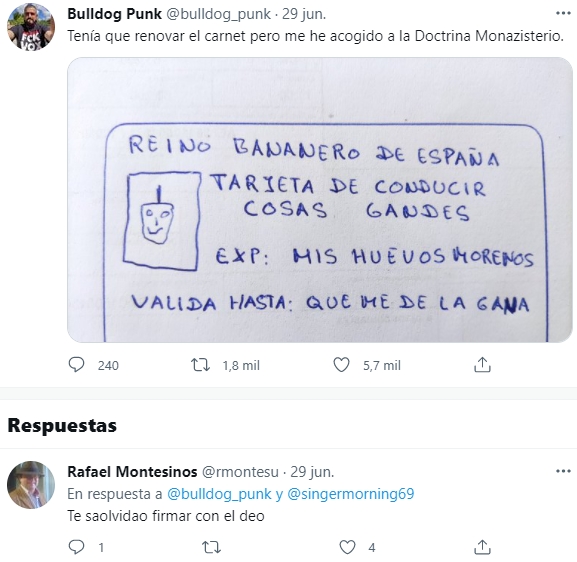 Bulldog Punk @bulldog_punk · 29 jun.
Tenía que renovar el carnet pero me he acogido a la Doctrina Monazisterio.
REINO BANANERO DE ESPAÑA
TARJETA DE CONDUCIR
COSAS GANDES
EXP: MIS HUEVOS MORENOS
VALIDA HASTA: QUE ME DE LA GANA
240 1,8 mil 5,7 mil
Respuestas
Rafael Montesinos @rmontesu · 29 jun.
En respuesta a @bulldog_punk y @singermorning69
Te saolvidao firmar con el deo
1 4